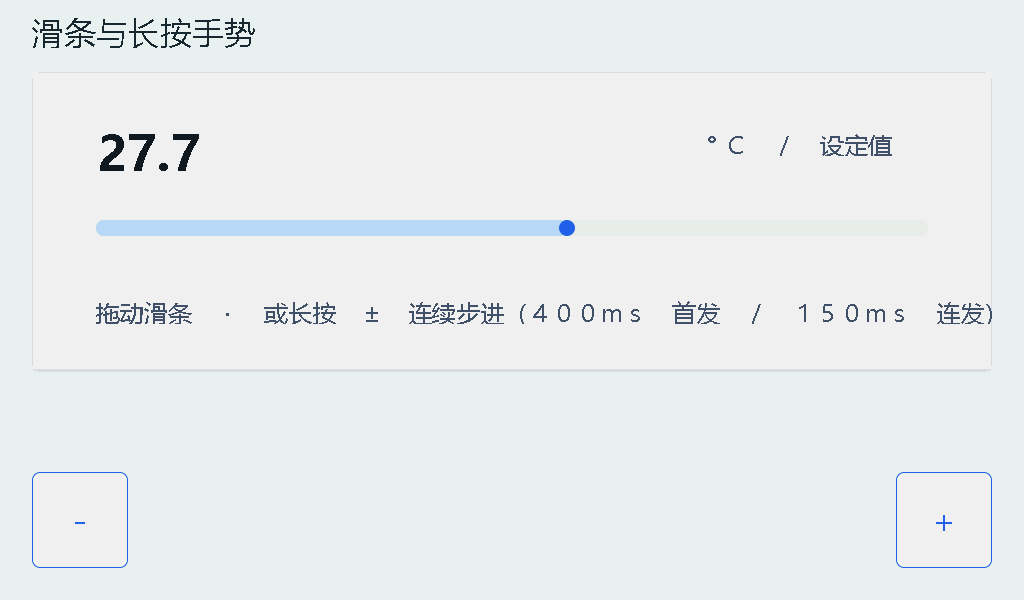 滑条与长按手势
27.7
°C / 设定值
拖动滑条 · 或长按 ± 连续步进(400ms 首发 / 150ms 连发)
-
+